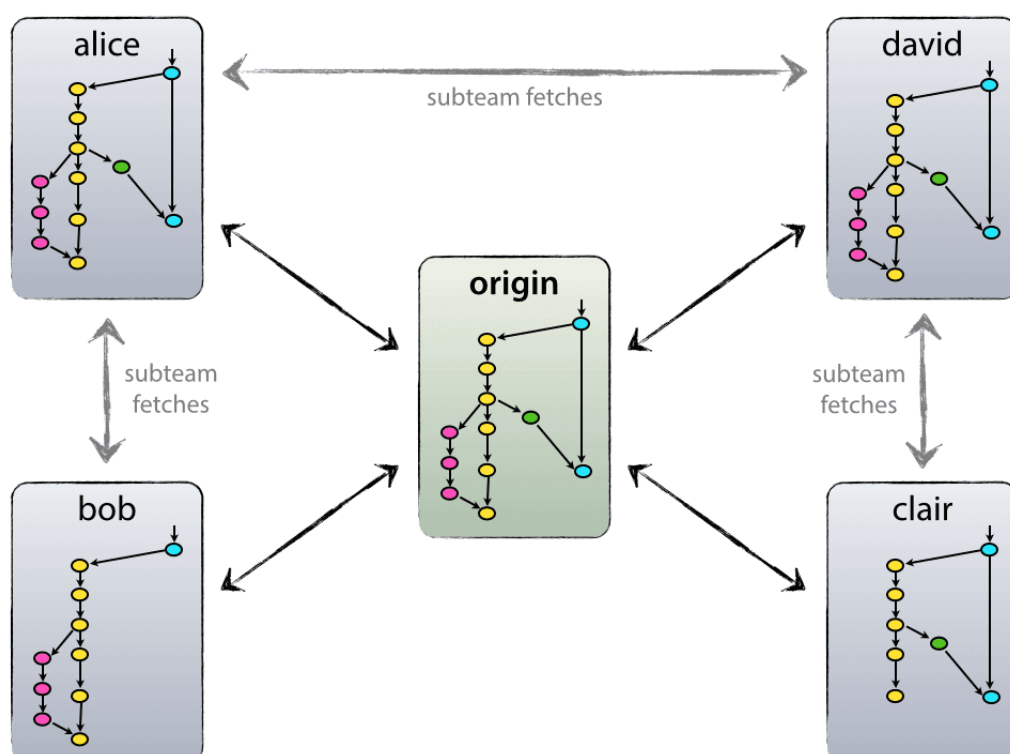 alice
david
subteam fetches
origin
subteam
fetches
subteam
fetches
bob
clair